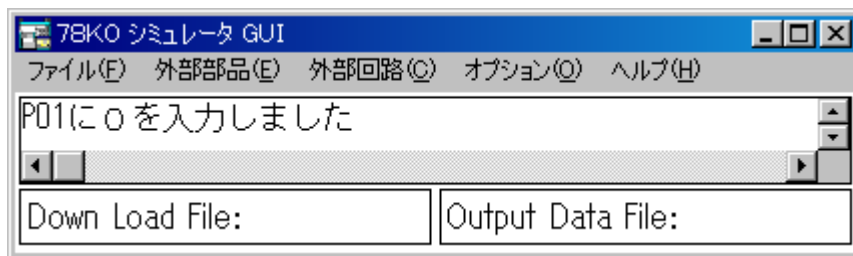 78K0 シミュレータ GUI
ファイル(F) 外部部品(E) 外部回路(C) オプション(O) ヘルプ(H)
P01に０を入力しました
Down Load File: Output Data File: